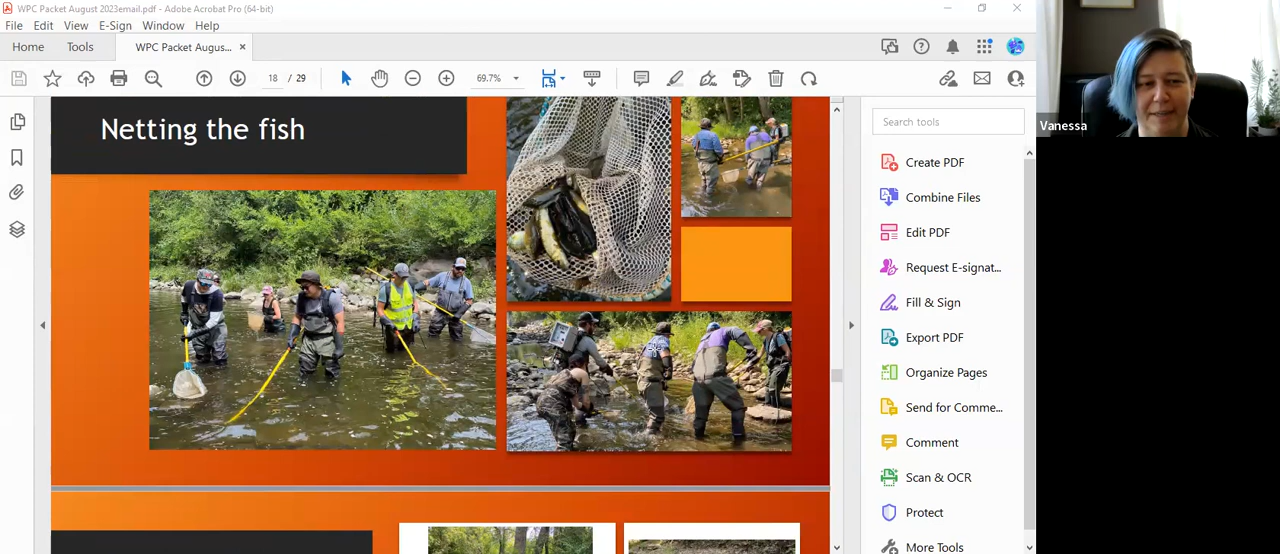 WPC Packet August 2023email.pdf - Adobe Acrobat Pro (64-bit)
File Edit View E-Sign Window Help
Home Tools WPC Packet Augus... ×
18 / 29 69.7%
Netting the fish
Search tools
Create PDF
Combine Files
Edit PDF
Request E-signat...
Fill & Sign
Export PDF
Organize Pages
Send for Comme...
Comment
Scan & OCR
Protect
More Tools
Vanessa